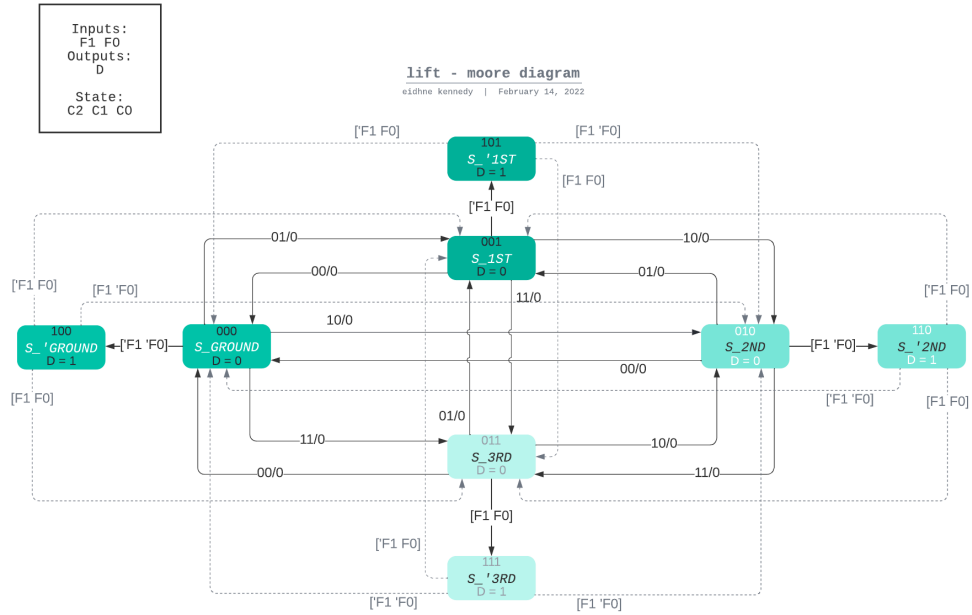 Inputs:
F1 FO
Outputs:
D
State:
C2 C1 CO
lift - moore diagram
eidhne kennedy | February 14, 2022
['F1 F0]
[F1 'F0]
101
S_'1ST
D = 1
[F1 F0]
['F1 F0]
01/0
001
S_1ST
D = 0
10/0
00/0
01/0
['F1 F0]
[F1 'F0]
11/0
['F1 F0]
10/0
100
S_'GROUND
D = 1
['F1 'F0]
000
S_GROUND
D = 0
010
S_2ND
D = 0
[F1 'F0]
110
S_'2ND
D = 1
00/0
[F1 F0]
['F1 'F0]
[F1 F0]
01/0
11/0
011
S_3RD
D = 0
10/0
00/0
11/0
[F1 F0]
['F1 F0]
111
S_'3RD
D = 1
['F1 'F0]
[F1 'F0]